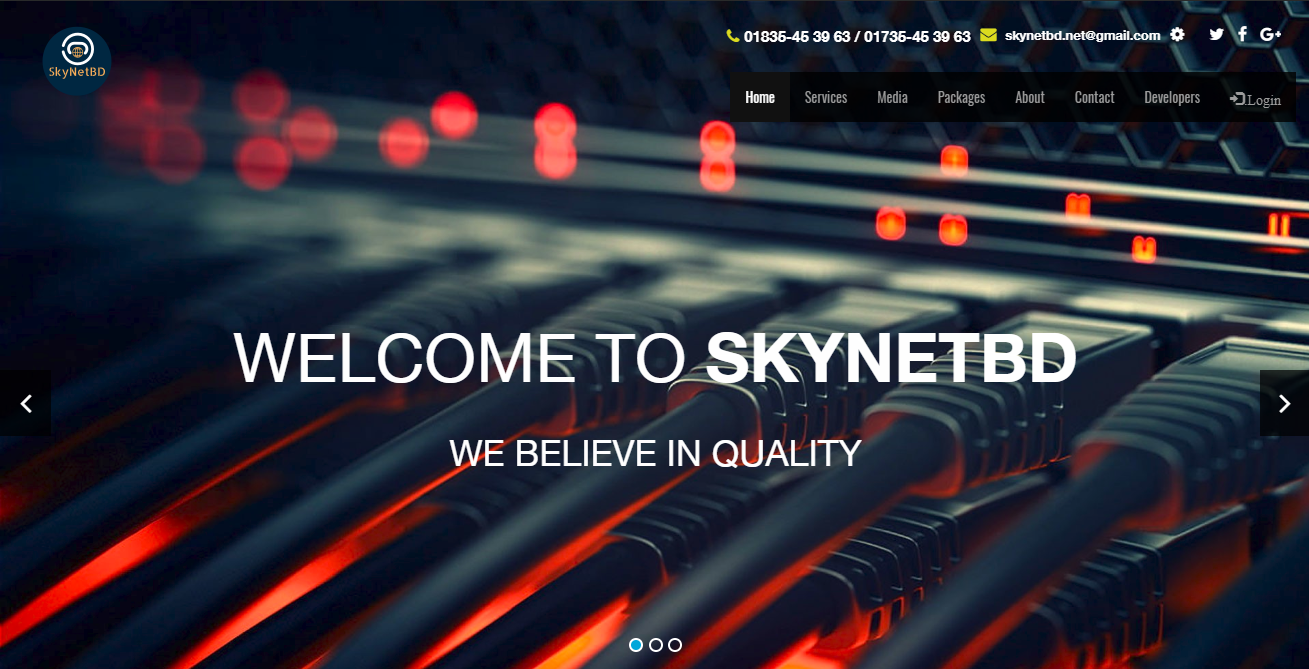 SkyNetBD
01835-45 39 63 / 01735-45 39 63 skynetbd.net@gmail.com
Home Services Media Packages About Contact Developers Login
WELCOME TO SKYNETBD
WE BELIEVE IN QUALITY